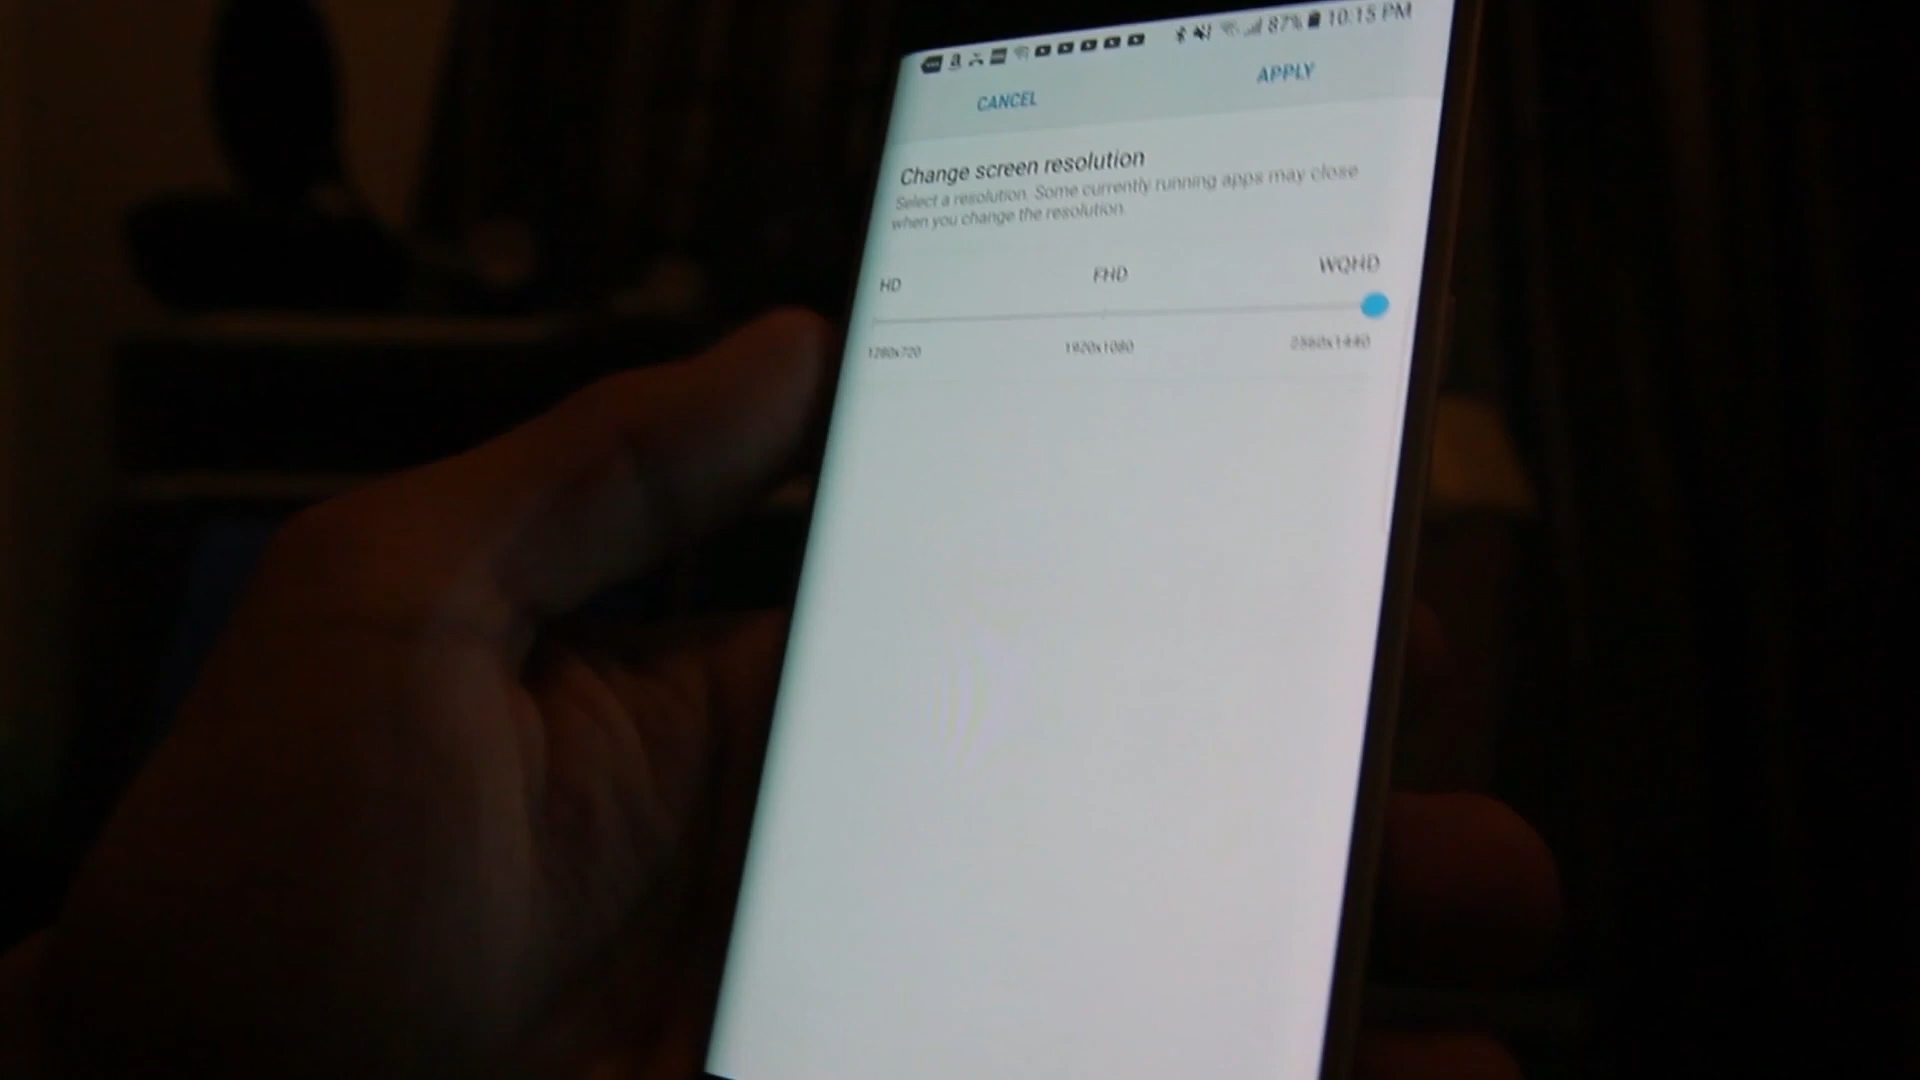 87% 10:15 PM
CANCEL APPLY
Change screen resolution
Select a resolution. Some currently running apps may close
when you change the resolution.
HD FHD WQHD
1280x720 1920x1080 2560x1440